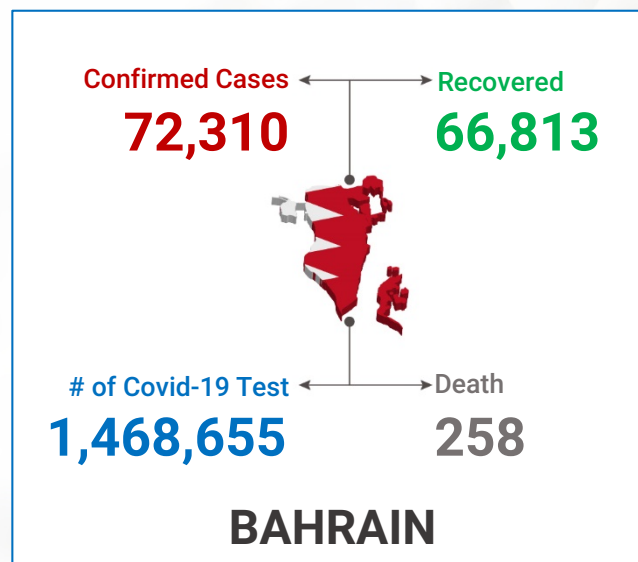 Confirmed Cases
72,310
Recovered
66,813
# of Covid-19 Test
1,468,655
Death
258
BAHRAIN